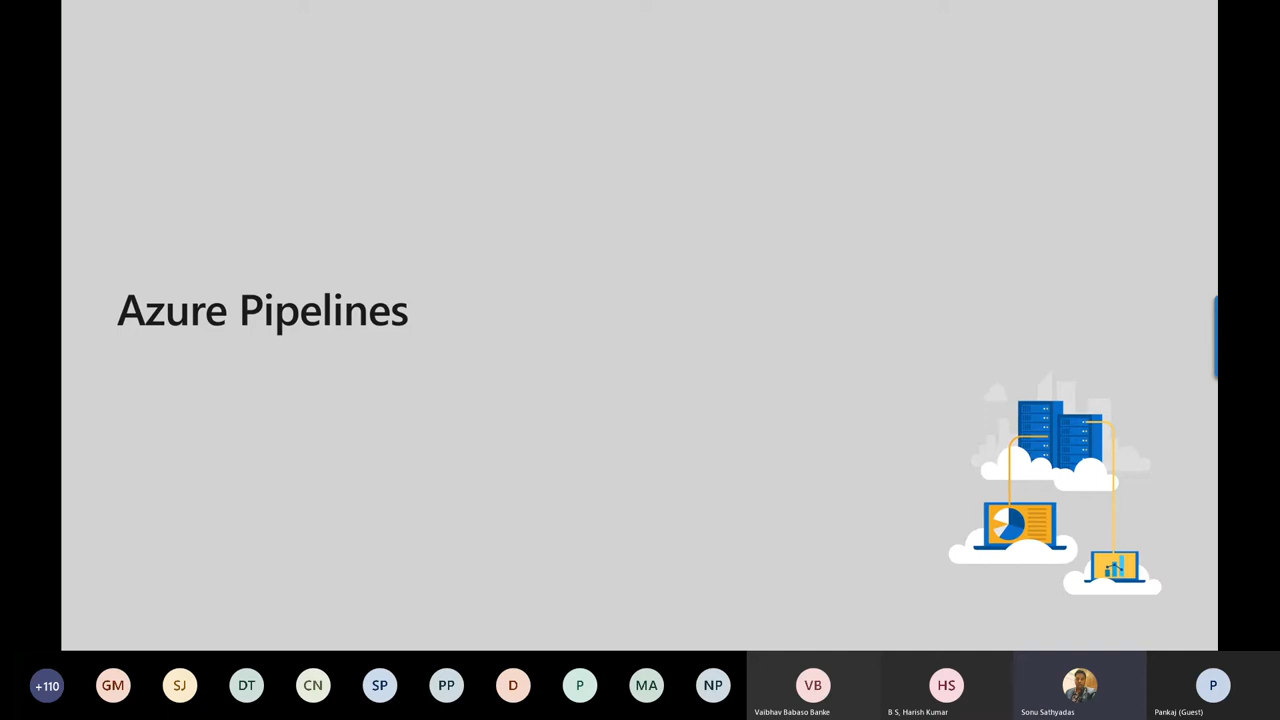 Azure Pipelines
+110
GM
SJ
DT
CN
SP
PP
D
P
MA
NP
VB
HS
P
Vaibhav Babaso Banke
B S, Harish Kumar
Sonu Sathyadas
Pankaj (Guest)